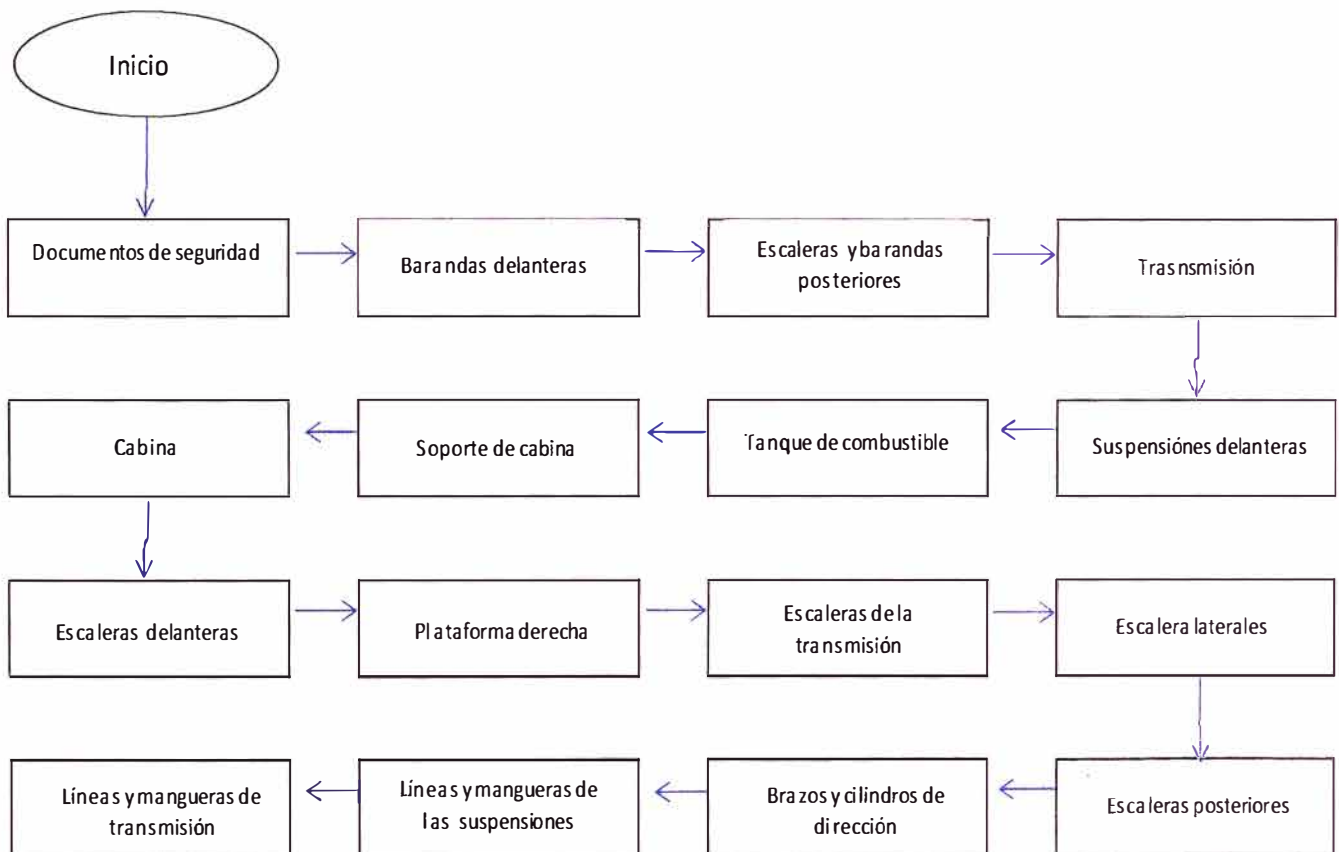 Inicio
Documentos de seguridad
Barandas delanteras
Escaleras y barandas
posteriores
Trasnsmisión
Cabina
Soporte de cabina
Tanque de combustible
Suspensiónes delanteras
Escaleras delanteras
Plataforma derecha
Escaleras de la
transmisión
Escalera laterales
Líneas y mangueras de
transmisión
Líneas y mangueras de
las suspensiones
Brazos y cilindros de
dirección
Escaleras posteriores